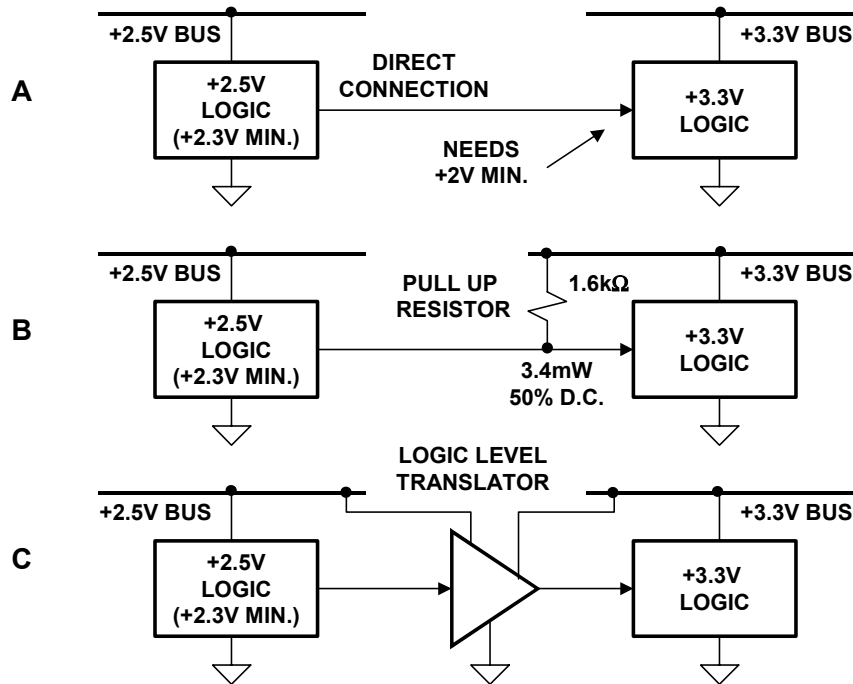 +2.5V BUS
+3.3V BUS
A
+2.5V
LOGIC
(+2.3V MIN.)
DIRECT
CONNECTION
NEEDS
+2V MIN.
+3.3V
LOGIC
+2.5V BUS
+3.3V BUS
B
+2.5V
LOGIC
(+2.3V MIN.)
PULL UP
RESISTOR
1.6kΩ
3.4mW
50% D.C.
+3.3V
LOGIC
LOGIC LEVEL
TRANSLATOR
+2.5V BUS
+3.3V BUS
C
+2.5V
LOGIC
(+2.3V MIN.)
+3.3V
LOGIC